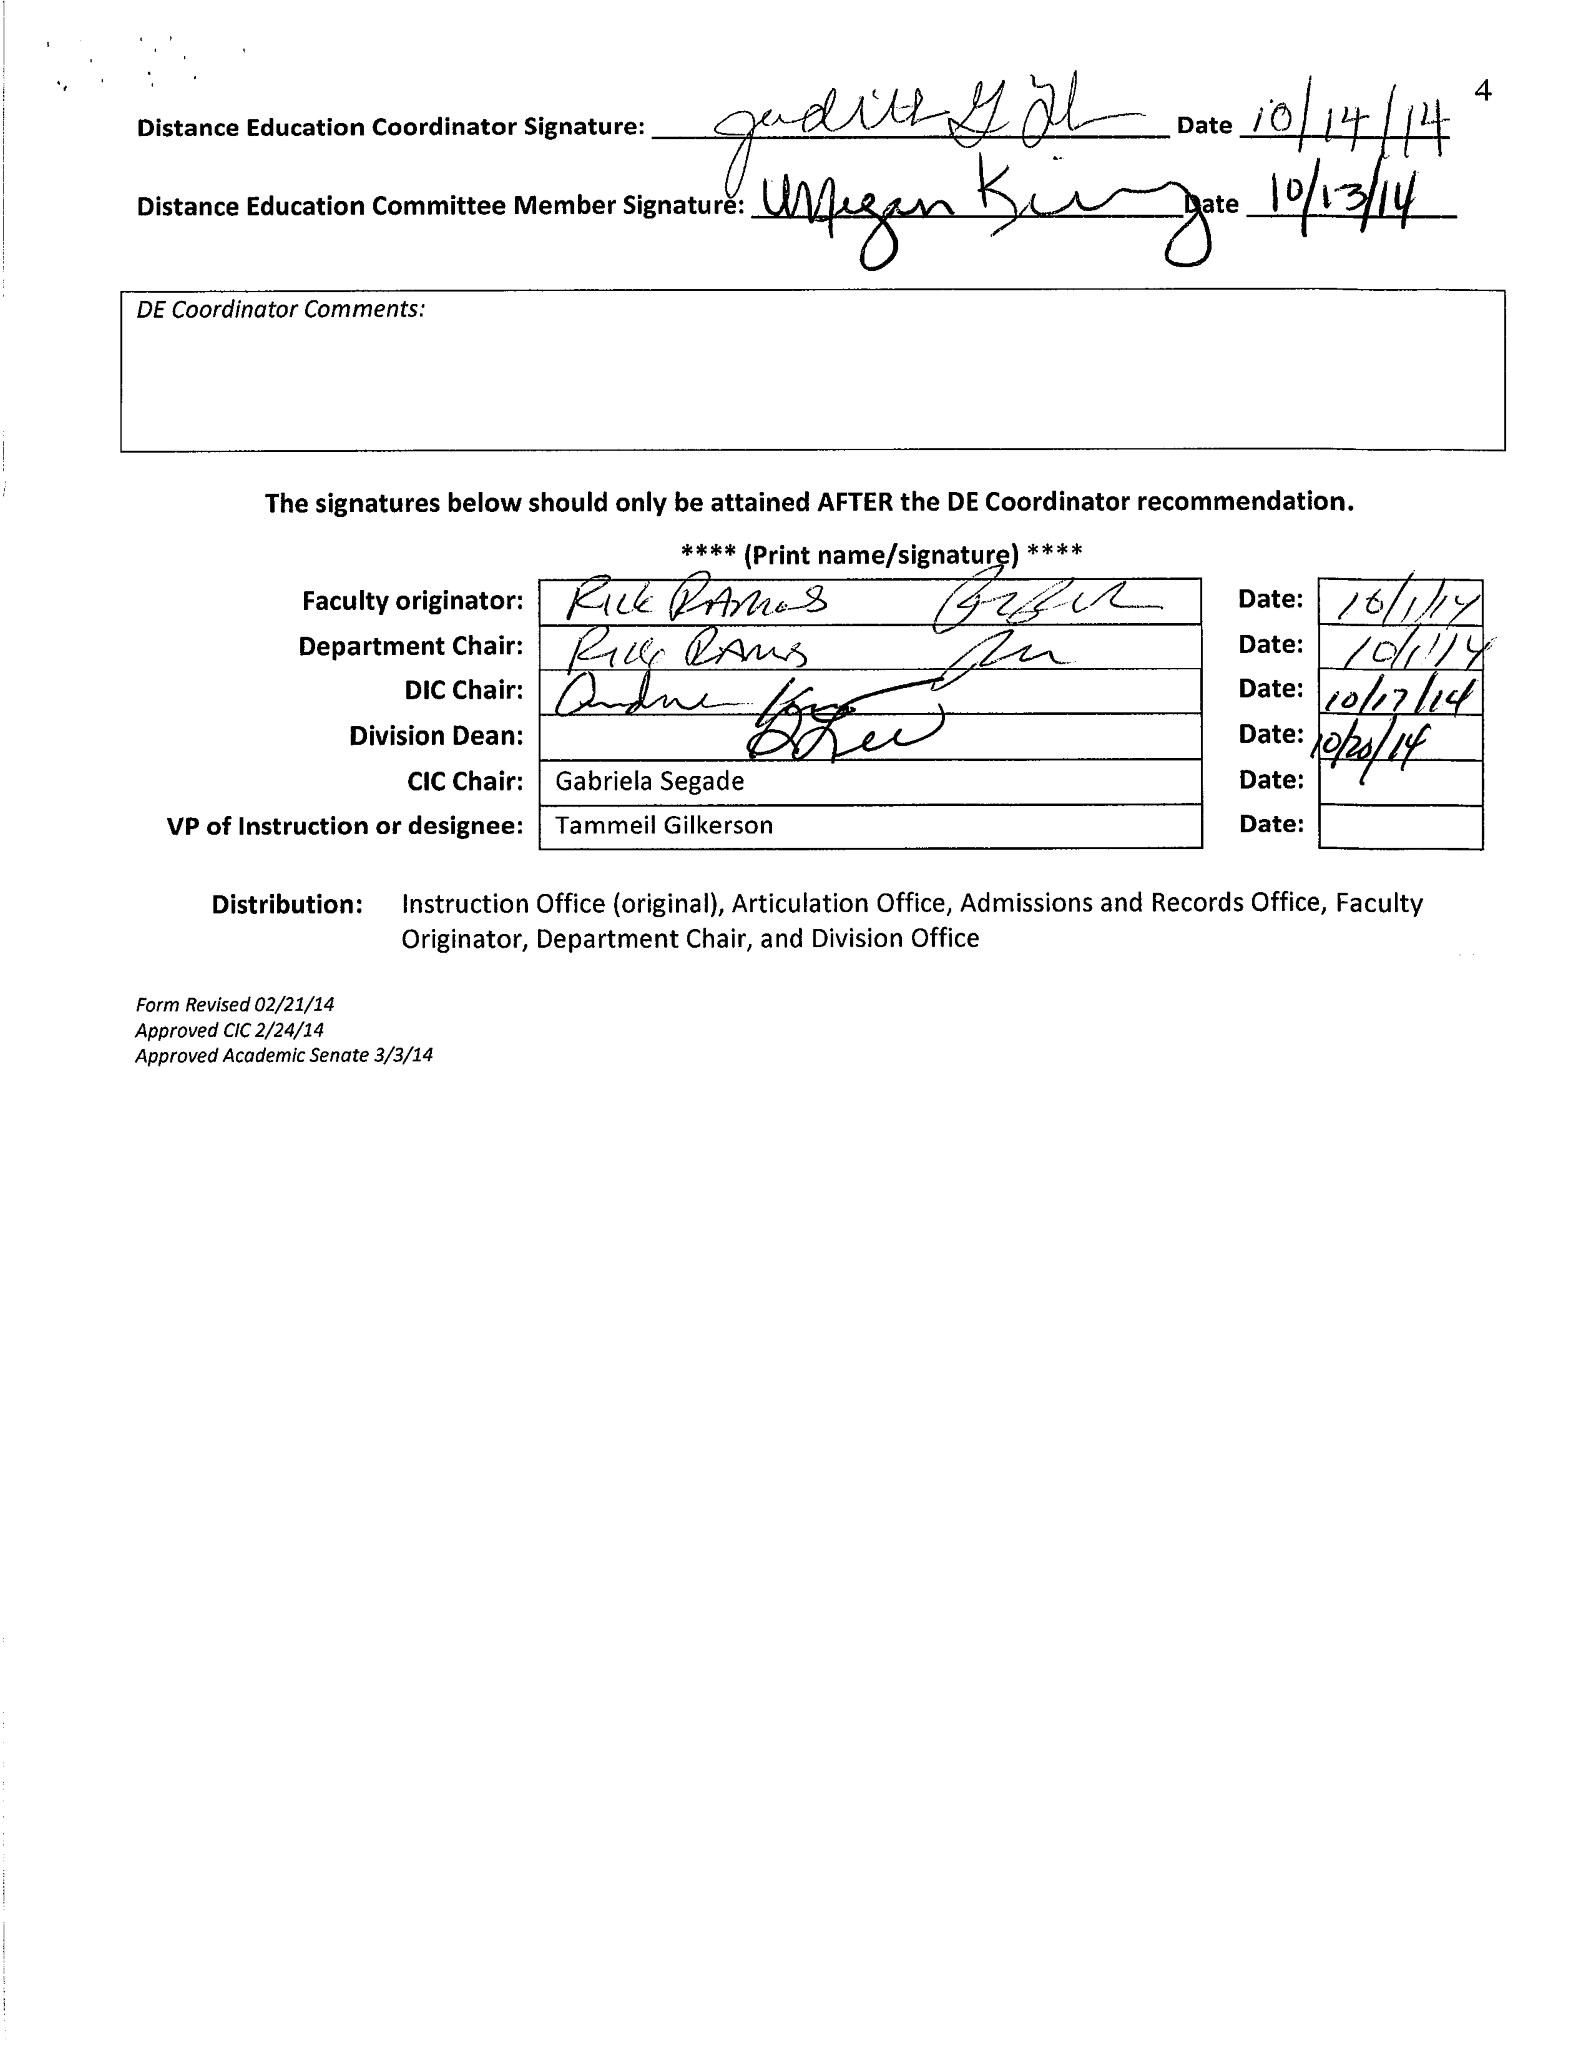 4
Distance Education Coordinator Signature: Judith G Date 10/14/14
Distance Education Committee Member Signature: Megan Date 10/13/14
DE Coordinator Comments:
The signatures below should only be attained AFTER the DE Coordinator recommendation.
**** (Print name/signature) ****
Faculty originator: RICK RAMOS Date: 10/1/14
Department Chair: RICK RAMOS Date: 10/1/14
DIC Chair: Date: 10/17/14
Division Dean: Date: 10/20/14
CIC Chair: Gabriela Segade Date:
VP of Instruction or designee: Tammeil Gilkerson Date:
Distribution: Instruction Office (original), Articulation Office, Admissions and Records Office, Faculty
Originator, Department Chair, and Division Office
Form Revised 02/21/14
Approved CIC 2/24/14
Approved Academic Senate 3/3/14